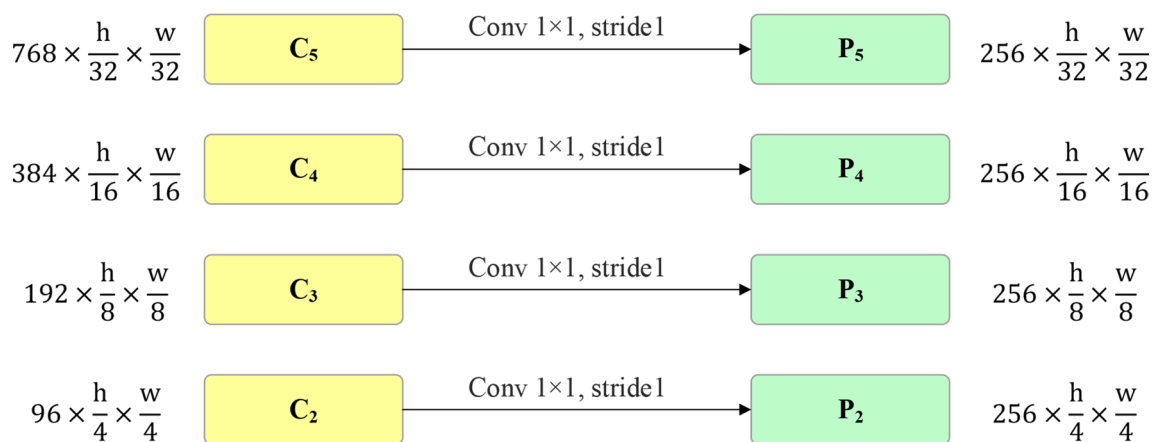 768 × h/32 × w/32 C₅ Conv 1×1, stride1 P₅ 256 × h/32 × w/32
384 × h/16 × w/16 C₄ Conv 1×1, stride1 P₄ 256 × h/16 × w/16
192 × h/8 × w/8 C₃ Conv 1×1, stride1 P₃ 256 × h/8 × w/8
96 × h/4 × w/4 C₂ Conv 1×1, stride1 P₂ 256 × h/4 × w/4